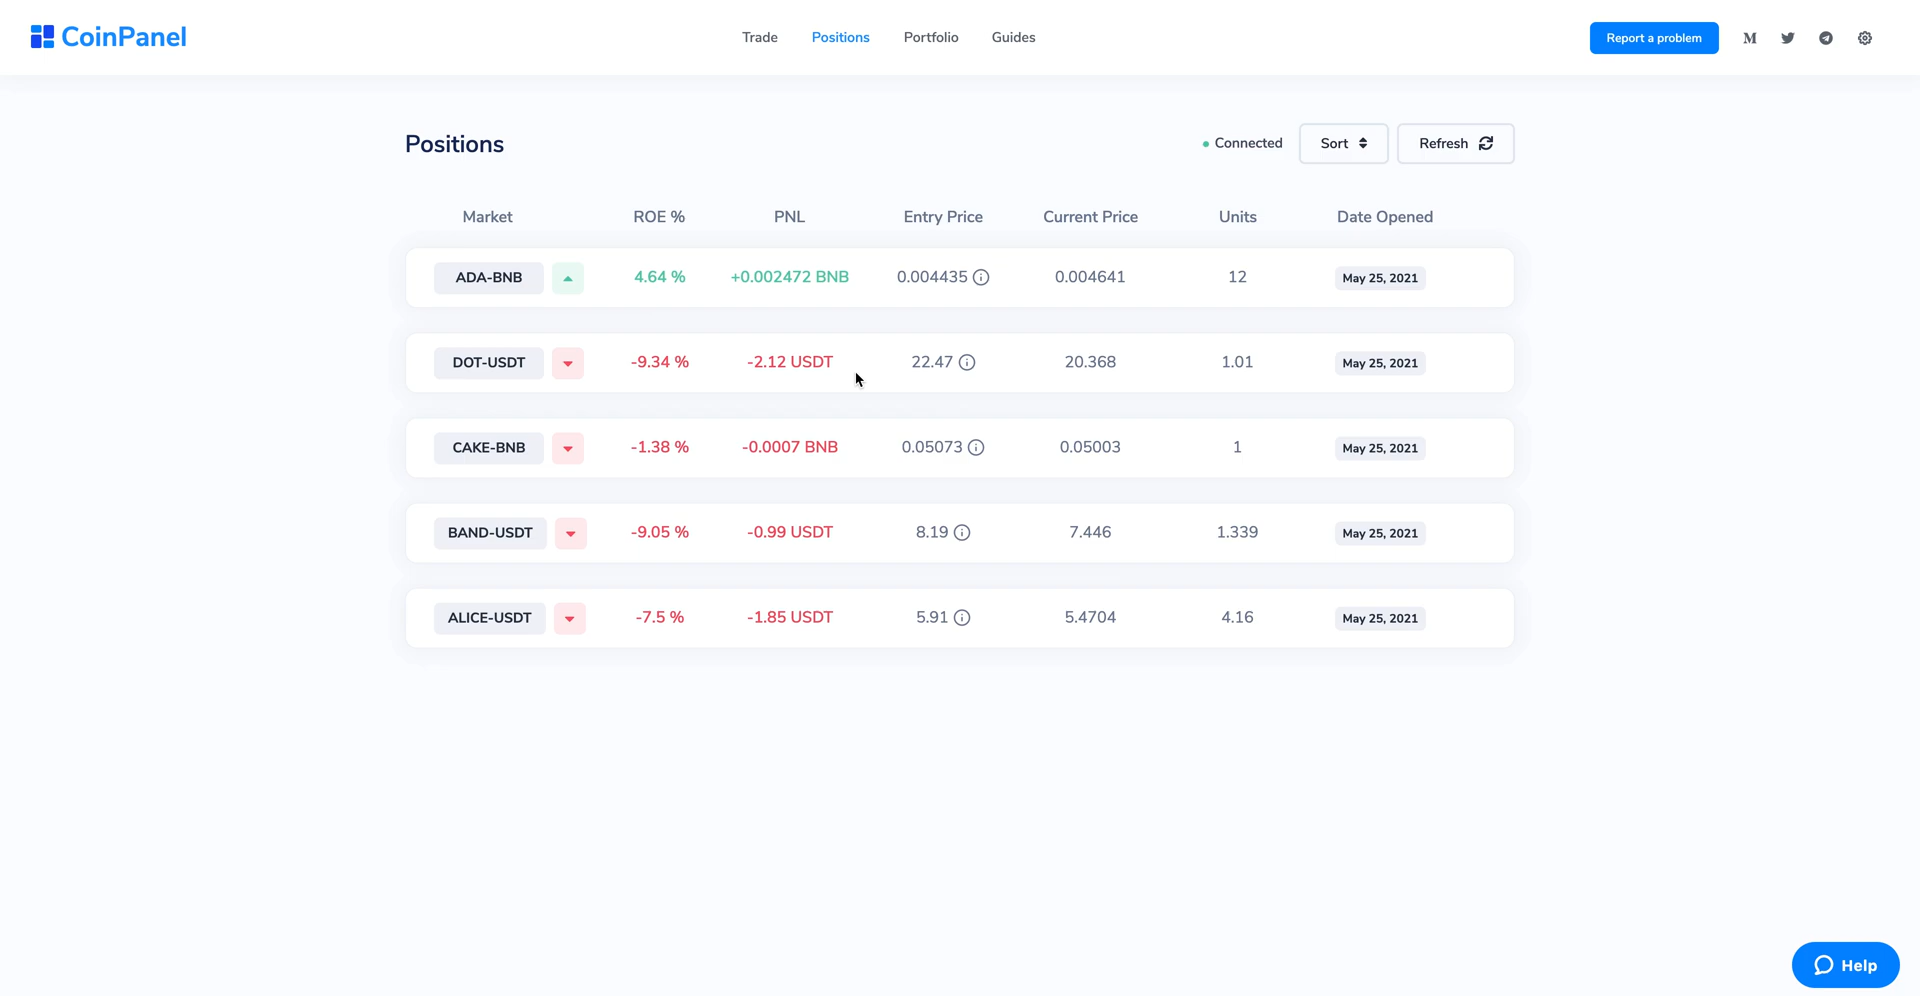 CoinPanel Trade Positions Portfolio Guides Report a problem M
Positions Connected Sort Refresh
Market ROE % PNL Entry Price Current Price Units Date Opened
ADA-BNB 4.64 % +0.002472 BNB 0.004435 0.004641 12 May 25, 2021
DOT-USDT -9.34 % -2.12 USDT 22.47 20.368 1.01 May 25, 2021
CAKE-BNB -1.38 % -0.0007 BNB 0.05073 0.05003 1 May 25, 2021
BAND-USDT -9.05 % -0.99 USDT 8.19 7.446 1.339 May 25, 2021
ALICE-USDT -7.5 % -1.85 USDT 5.91 5.4704 4.16 May 25, 2021
Help